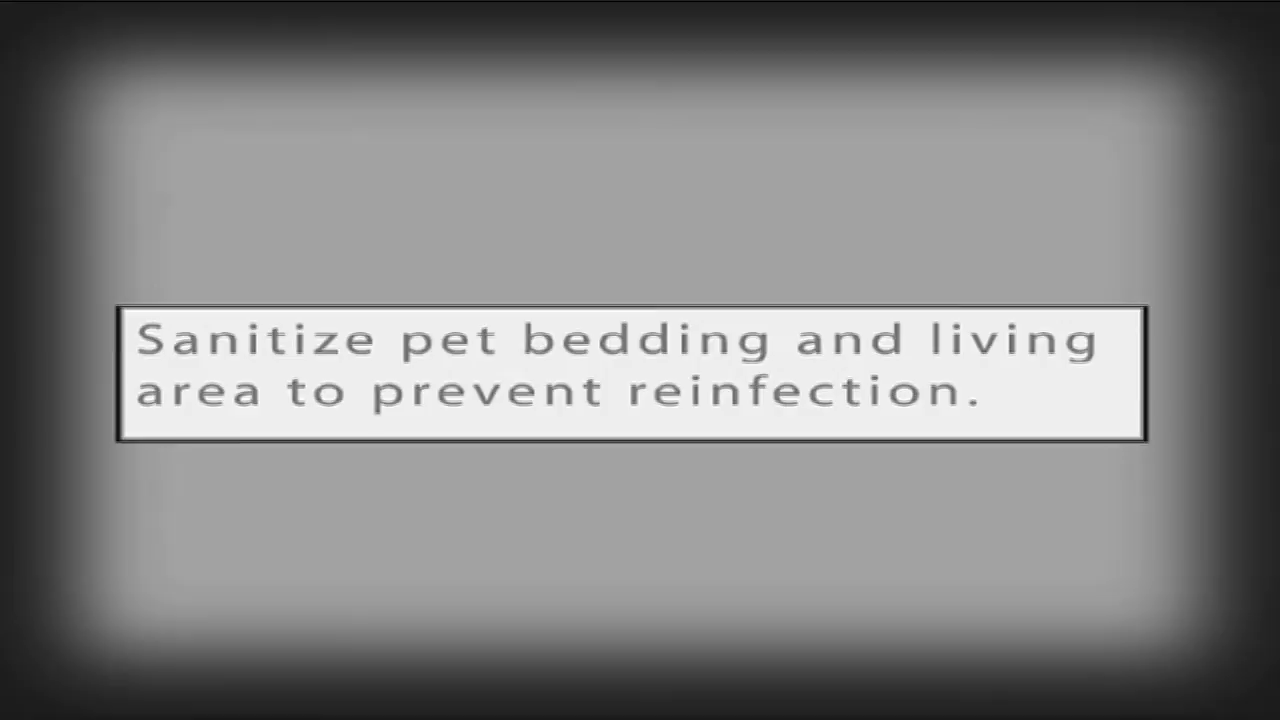 Sanitize pet bedding and living
area to prevent reinfection.